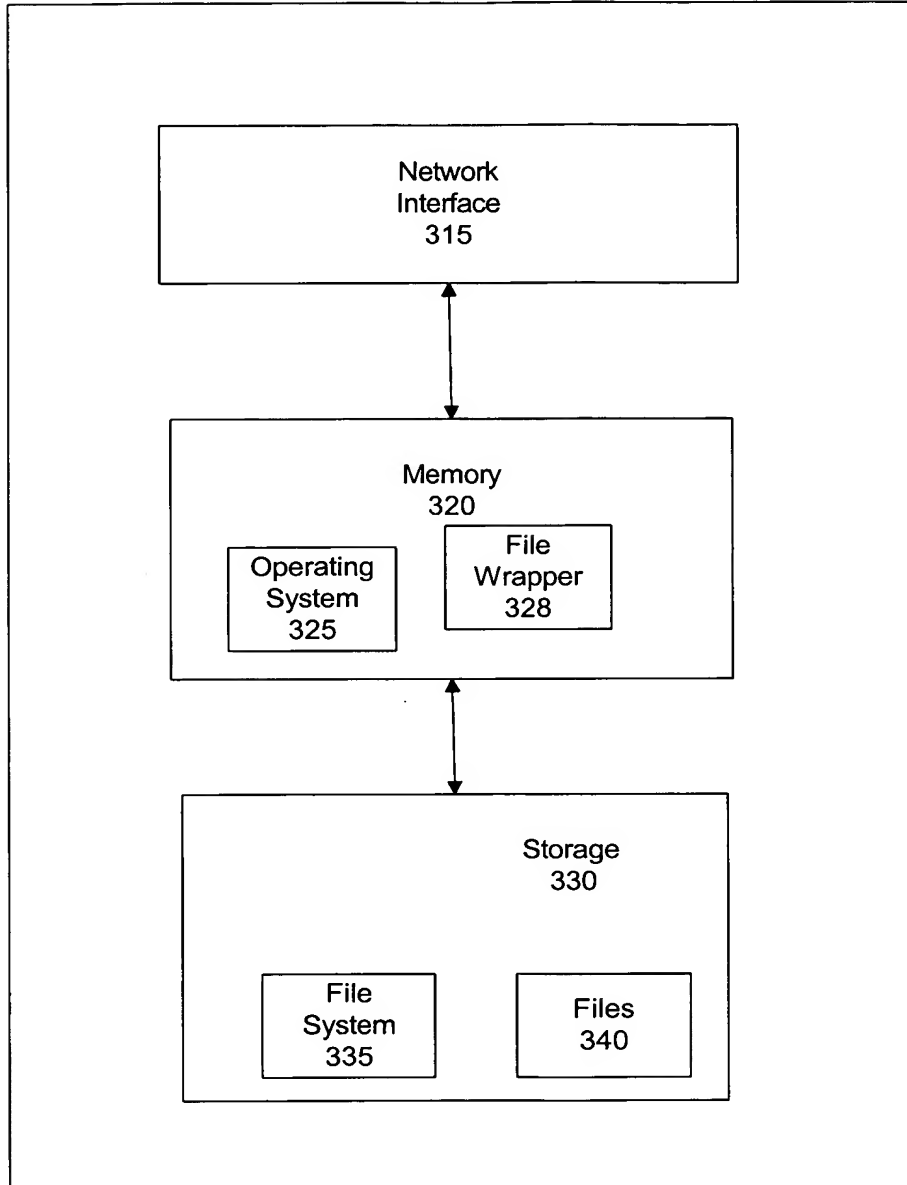 Network
Interface
315
Memory
320
Operating
System
325
File
Wrapper
328
Storage
330
File
System
335
Files
340